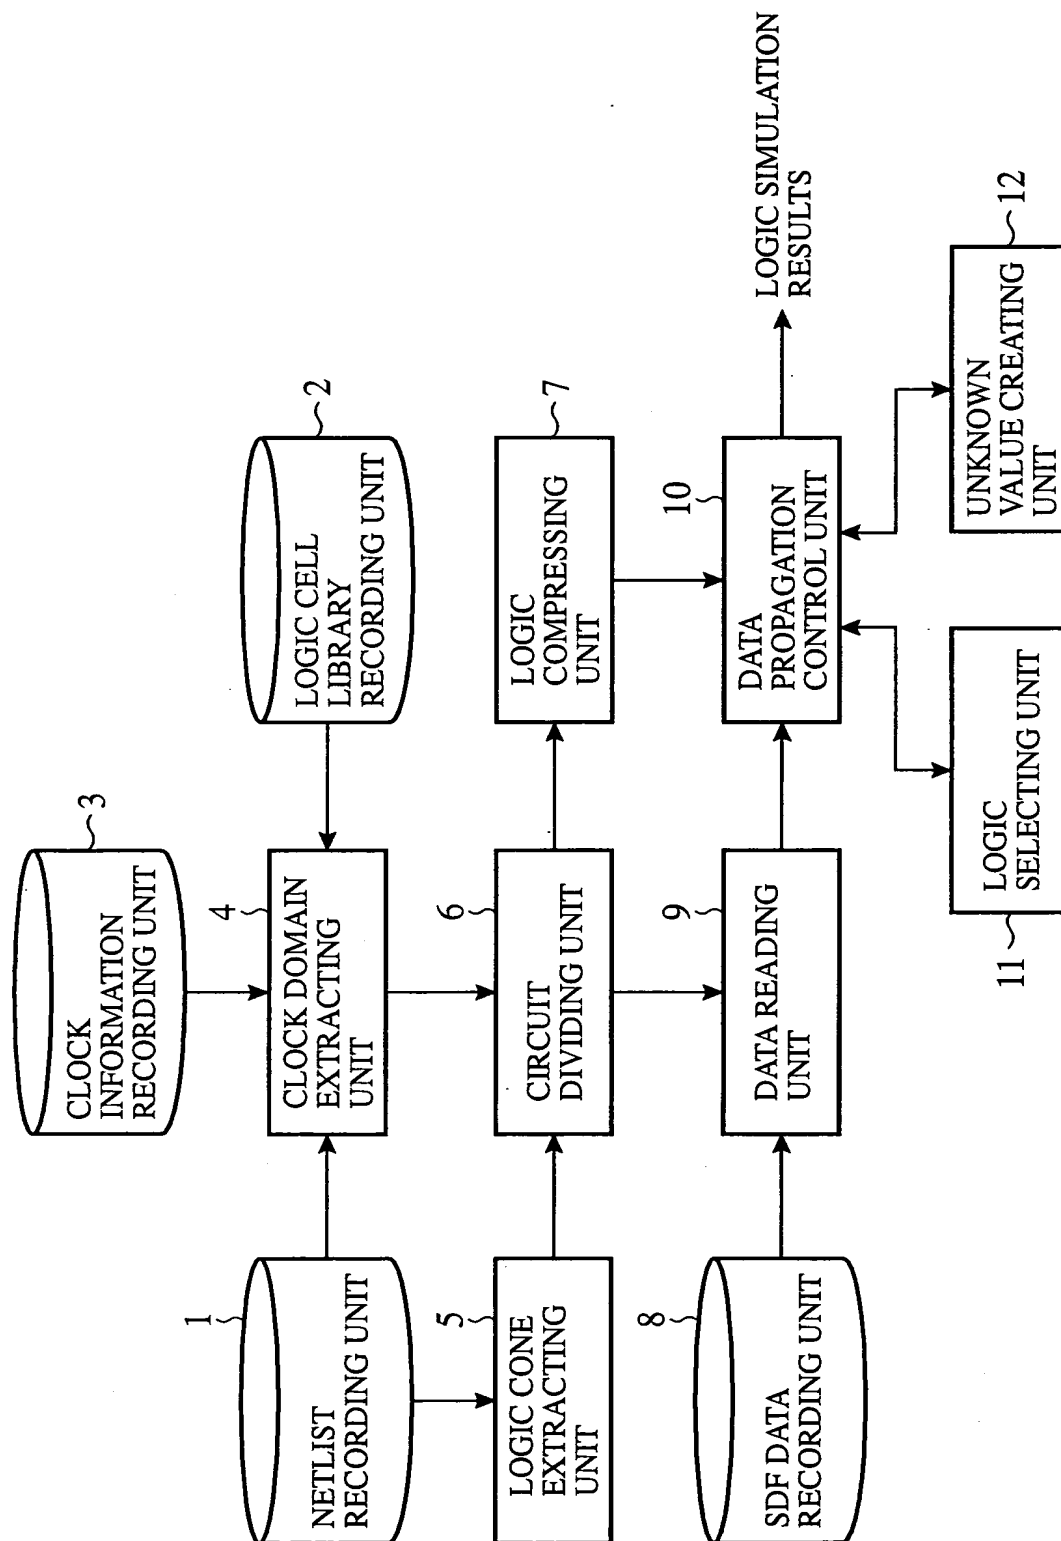 3
CLOCK
INFORMATION
RECORDING UNIT
1
NETLIST
RECORDING UNIT
4
CLOCK DOMAIN
EXTRACTING
UNIT
2
LOGIC CELL
LIBRARY
RECORDING UNIT
5
LOGIC CONE
EXTRACTING
UNIT
6
CIRCUIT
DIVIDING UNIT
7
LOGIC
COMPRESSING
UNIT
8
SDF DATA
RECORDING UNIT
9
DATA READING
UNIT
10
DATA
PROPAGATION
CONTROL UNIT
LOGIC SIMULATION
RESULTS
11
LOGIC
SELECTING UNIT
12
UNKNOWN
VALUE CREATING
UNIT